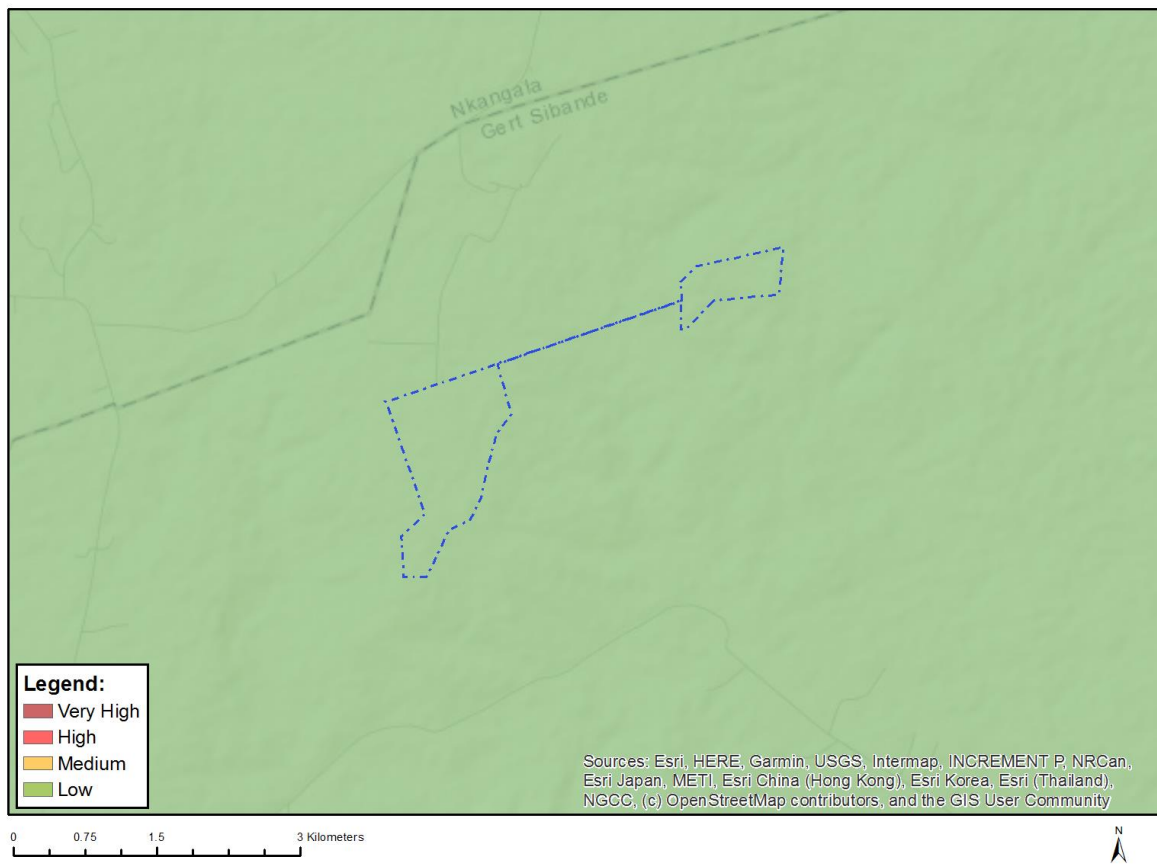 Nkangala
Gert Sibande
Legend:
Very High
High
Medium
Low
Sources: Esri, HERE, Garmin, USGS, Intermap, INCREMENT P, NRCan,
Esri Japan, METI, Esri China (Hong Kong), Esri Korea, Esri (Thailand),
NGCC, (c) OpenStreetMap contributors, and the GIS User Community
0 0.75 1.5 3 Kilometers
N